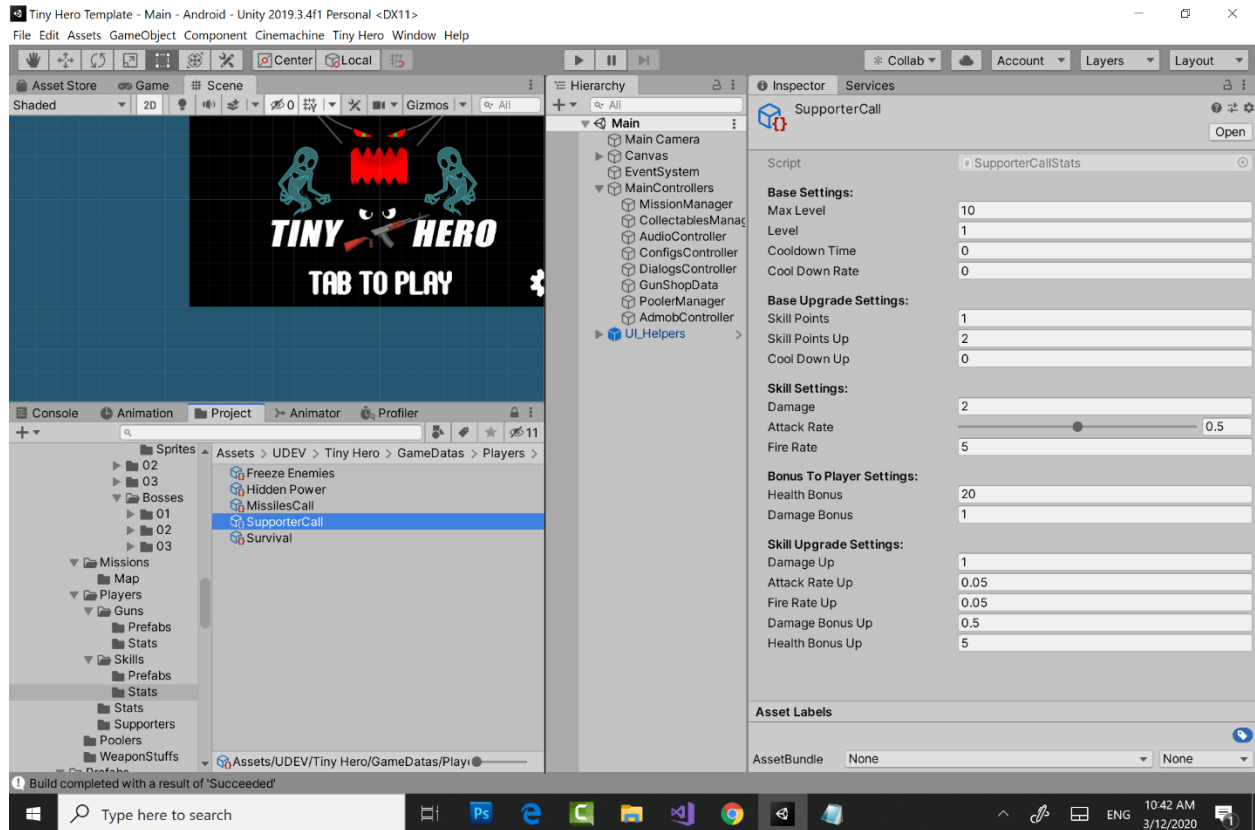 Tiny Hero Template - Main - Android - Unity 2019.3.4f1 Personal <DX11>
File Edit Assets GameObject Component Cinemachine Tiny Hero Window Help
Center Local Collab Account Layers Layout
Asset Store Game Scene
Shaded 2D 0 Gizmos All
TINY HERO
TAB TO PLAY
Hierarchy
All
Main
Main Camera
Canvas
EventSystem
MainControllers
MissionManager
CollectablesManag
AudioController
ConfigsController
DialogsController
GunShopData
PoolerManager
AdmobController
UI_Helpers
Console Animation Project Animator Profiler
11
Sprites
02
03
Bosses
01
02
03
Missions
Map
Players
Guns
Prefabs
Stats
Skills
Prefabs
Stats
Stats
Supporters
Poolers
WeaponStuffs
Prefabs
Assets > UDEV > Tiny Hero > GameDatas > Players >
Freeze Enemies
Hidden Power
MissilesCall
SupporterCall
Survival
Assets/UDEV/Tiny Hero/GameDatas/Playe
Inspector Services
SupporterCall
Open
Script SupporterCallStats
Base Settings:
Max Level 10
Level 1
Cooldown Time 0
Cool Down Rate 0
Base Upgrade Settings:
Skill Points 1
Skill Points Up 2
Cool Down Up 0
Skill Settings:
Damage 2
Attack Rate 0.5
Fire Rate 5
Bonus To Player Settings:
Health Bonus 20
Damage Bonus 1
Skill Upgrade Settings:
Damage Up 1
Attack Rate Up 0.05
Fire Rate Up 0.05
Damage Bonus Up 0.5
Health Bonus Up 5
Asset Labels
AssetBundle None None
Build completed with a result of 'Succeeded'
Type here to search
Ps
ENG
10:42 AM
3/12/2020
1